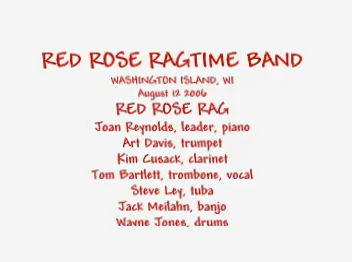 RED ROSE RAGTIME BAND
WASHINGTON ISLAND, WI
August 12 2006
RED ROSE RAG
Joan Reynolds, leader, piano
Art Davis, trumpet
Kim Cusack, clarinet
Tom Bartlett, trombone, vocal
Steve Ley, tuba
Jack Meilahn, banjo
Wayne Jones, drums